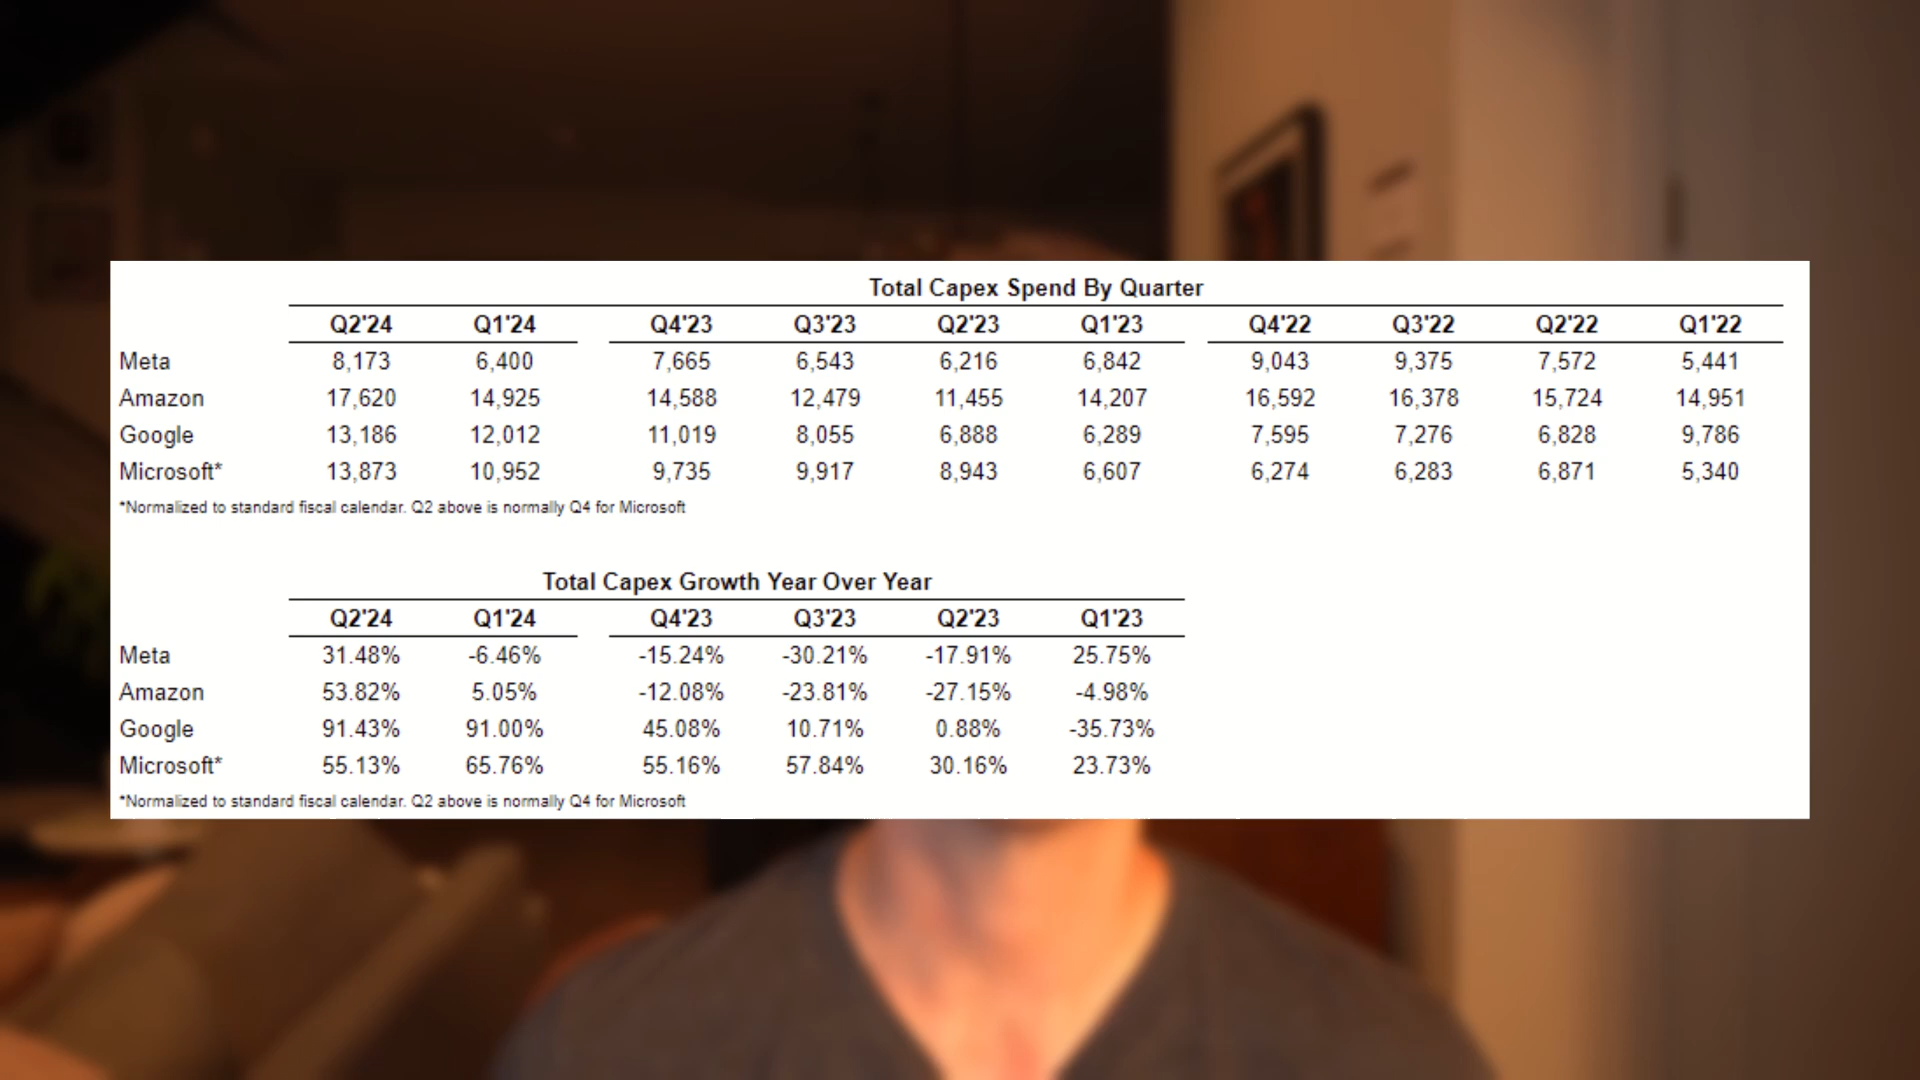 Total Capex Spend By Quarter
Q2'24 Q1'24 Q4'23 Q3'23 Q2'23 Q1'23 Q4'22 Q3'22 Q2'22 Q1'22
Meta 8,173 6,400 7,665 6,543 6,216 6,842 9,043 9,375 7,572 5,441
Amazon 17,620 14,925 14,588 12,479 11,455 14,207 16,592 16,378 15,724 14,951
Google 13,186 12,012 11,019 8,055 6,888 6,289 7,595 7,276 6,828 9,786
Microsoft* 13,873 10,952 9,735 9,917 8,943 6,607 6,274 6,283 6,871 5,340
*Normalized to standard fiscal calendar. Q2 above is normally Q4 for Microsoft
Total Capex Growth Year Over Year
Q2'24 Q1'24 Q4'23 Q3'23 Q2'23 Q1'23
Meta 31.48% -6.46% -15.24% -30.21% -17.91% 25.75%
Amazon 53.82% 5.05% -12.08% -23.81% -27.15% -4.98%
Google 91.43% 91.00% 45.08% 10.71% 0.88% -35.73%
Microsoft* 55.13% 65.76% 55.16% 57.84% 30.16% 23.73%
*Normalized to standard fiscal calendar. Q2 above is normally Q4 for Microsoft